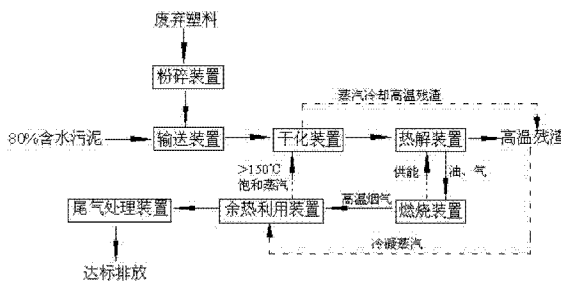 废弃塑料
粉碎装置
蒸汽冷却高温残渣
80%含水污泥
输送装置
干化装置
热解装置
高温残渣
>150℃
饱和蒸汽
供能
油、气
尾气处理装置
余热利用装置
高温烟气
燃烧装置
冷凝蒸汽
达标排放